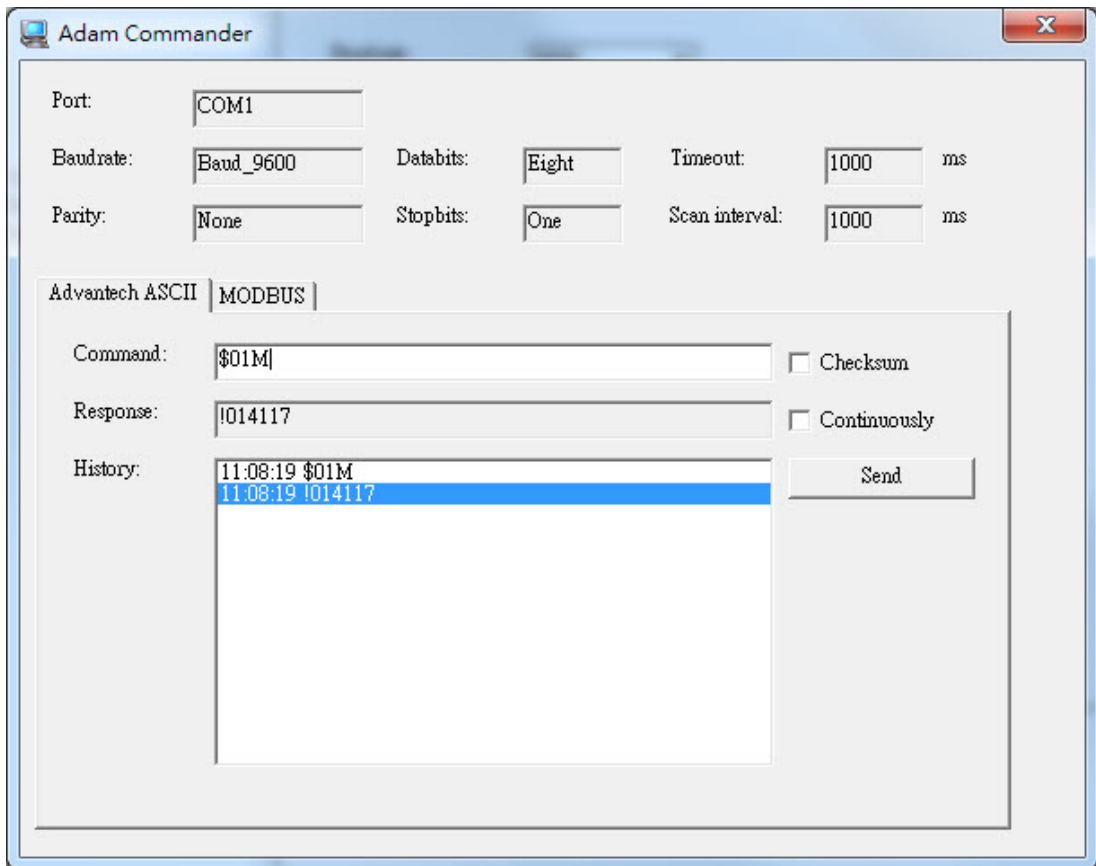 Adam Commander
Port: COM1
Baudrate: Baud_9600 Databits: Eight Timeout: 1000 ms
Parity: None Stopbits: One Scan interval: 1000 ms
Advantech ASCII MODBUS
Command: $01M Checksum
Response: !014117 Continuously
History: 11:08:19 $01M Send
11:08:19 !014117